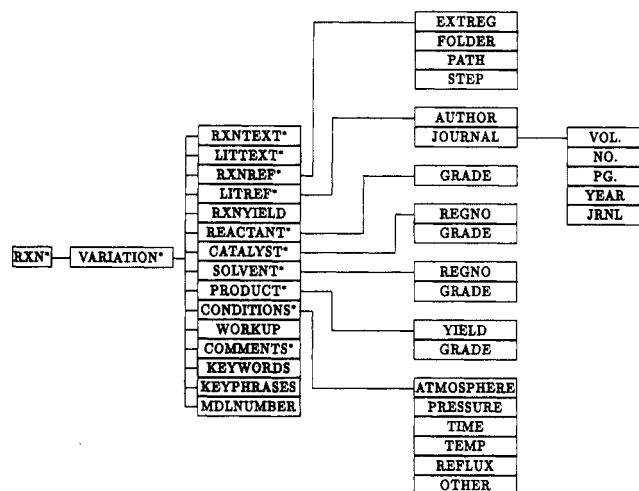 RXN*
VARIATION*
RXNTEXT*
LITTEXT*
RXNREF*
LITREF*
RXNYIELD
REACTANT*
CATALYST*
SOLVENT*
PRODUCT*
CONDITIONS*
WORKUP
COMMENTS*
KEYWORDS
KEYPHRASES
MDLNUMBER
EXTREG
FOLDER
PATH
STEP
AUTHOR
JOURNAL
GRADE
REGNO
GRADE
REGNO
GRADE
YIELD
GRADE
ATMOSPHERE
PRESSURE
TIME
TEMP
REFLUX
OTHER
VOL.
NO.
PG.
YEAR
JRNL